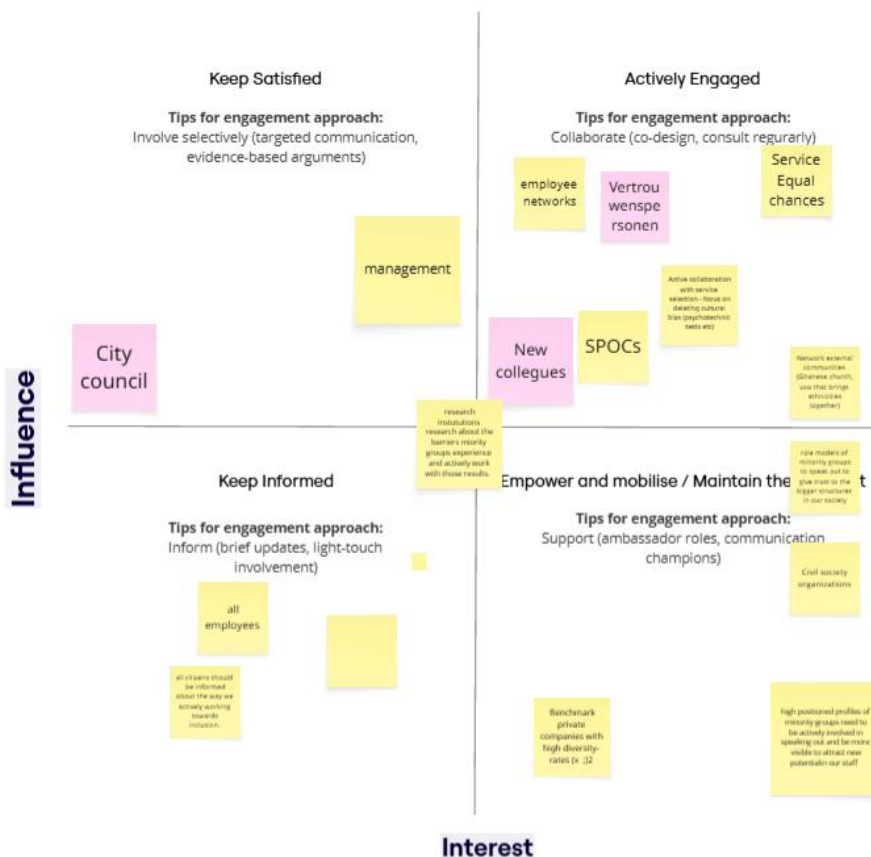 Keep Satisfied
Tips for engagement approach:
Involve selectively (targeted communication,
evidence-based arguments)
management
City
council
Actively Engaged
Tips for engagement approach:
Collaborate (co-design, consult regurarly)
employee
networks
Vertrou
wenspe
rsonen
Service
Equal
chances
Active collaboration
with service
selection - focus on
deleting cultural
bias (psychotechnic
tests etc)
New
collegues
SPOCs
Network external
communities
(Ghanese church,
vzw that brings
ethnicities
together)
research
institutions
research about the
barriers miority
groups experience
and actively work
with those results.
Influence
Keep Informed
Tips for engagement approach:
Inform (brief updates, light-touch
involvement)
all
employees
all citizens should
be informed
about the way we
actively working
towards
inclusion.
Empower and mobilise / Maintain the t
Tips for engagement approach:
Support (ambassador roles, communication
champions)
role models of
minority groups
to speak out to
give trust to the
bigger structures
in our society
Civil society
organizations
Benchmark
private
companies with
high diversity-
rates (x ;)2
high positioned profiles of
minority groups need to
be actively involved in
speaking out and be more
visible to attract new
potentialin our staff
Interest